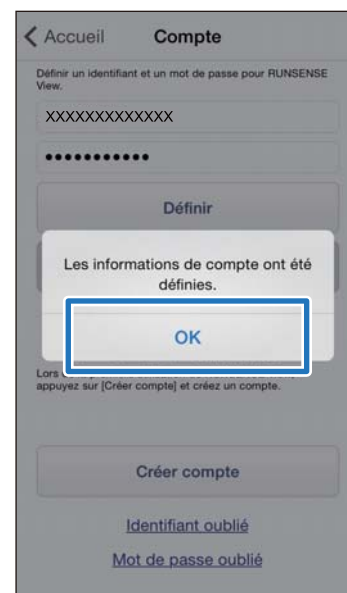 Accueil
Compte
Définir un identifiant et un mot de passe pour RUNSENSE
View.
XXXXXXXXXXXXX
•••••••••••
Définir
Les informations de compte ont été
définies.
OK
Lors
appuyez sur [Créer compte] et créez un compte.
Créer compte
Identifiant oublié
Mot de passe oublié